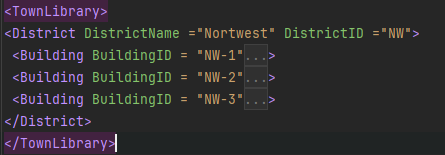 <TownLibrary>
<District DistrictName ="Nortwest" DistrictID ="NW">
<Building BuildingID = "NW-1"...>
<Building BuildingID = "NW-2"...>
<Building BuildingID = "NW-3"...>
</District>
</TownLibrary>